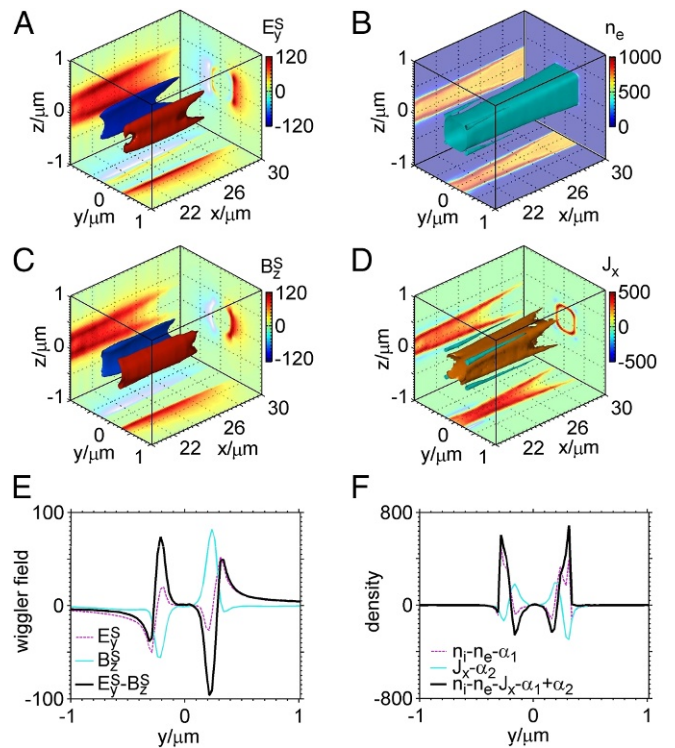 A
E_y^S
120
0
-120
1
0
-1
z/μm
0
1
y/μm
22
26
30
x/μm
B
n_e
1000
500
0
1
0
-1
z/μm
0
1
y/μm
22
26
30
x/μm
C
B_z^S
120
0
-120
1
0
-1
z/μm
0
1
y/μm
22
26
30
x/μm
D
J_x
500
0
-500
1
0
-1
z/μm
0
1
y/μm
22
26
30
x/μm
E
100
0
-100
wiggler field
E_y^S
B_z^S
E_y^S-B_z^S
-1 0 1
y/μm
F
800
0
-800
density
n_i-n_e-α_1
J_x-α_2
n_i-n_e-J_x-α_1+α_2
-1 0 1
y/μm